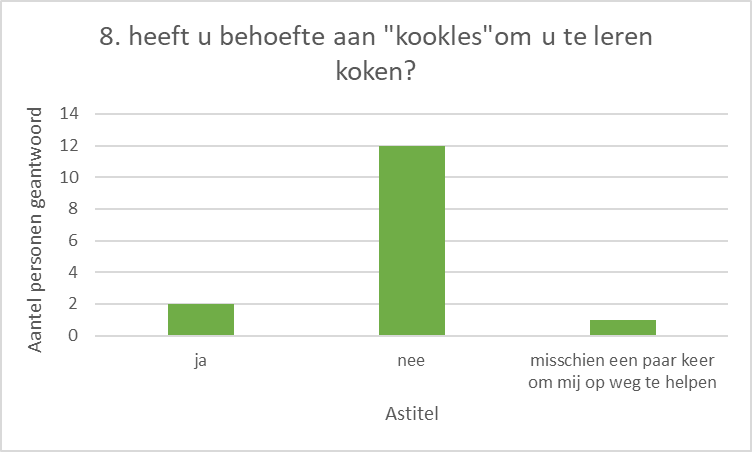 8. heeft u behoefte aan "kookles"om u te leren
koken?
Aantel personen geantwoord
14
12
10
8
6
4
2
0
ja
nee
misschien een paar keer
om mij op weg te helpen
Astitel